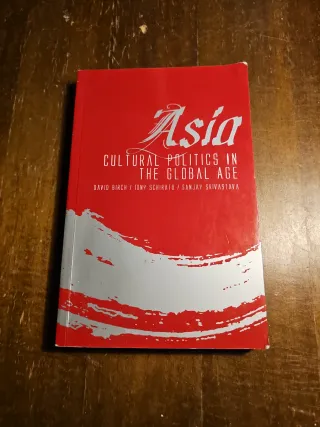 Asia
CULTURAL POLITICS IN
THE GLOBAL AGE
DAVID BIRCH / TONY SCHIRATO / SANJAY SRIVASTAVA